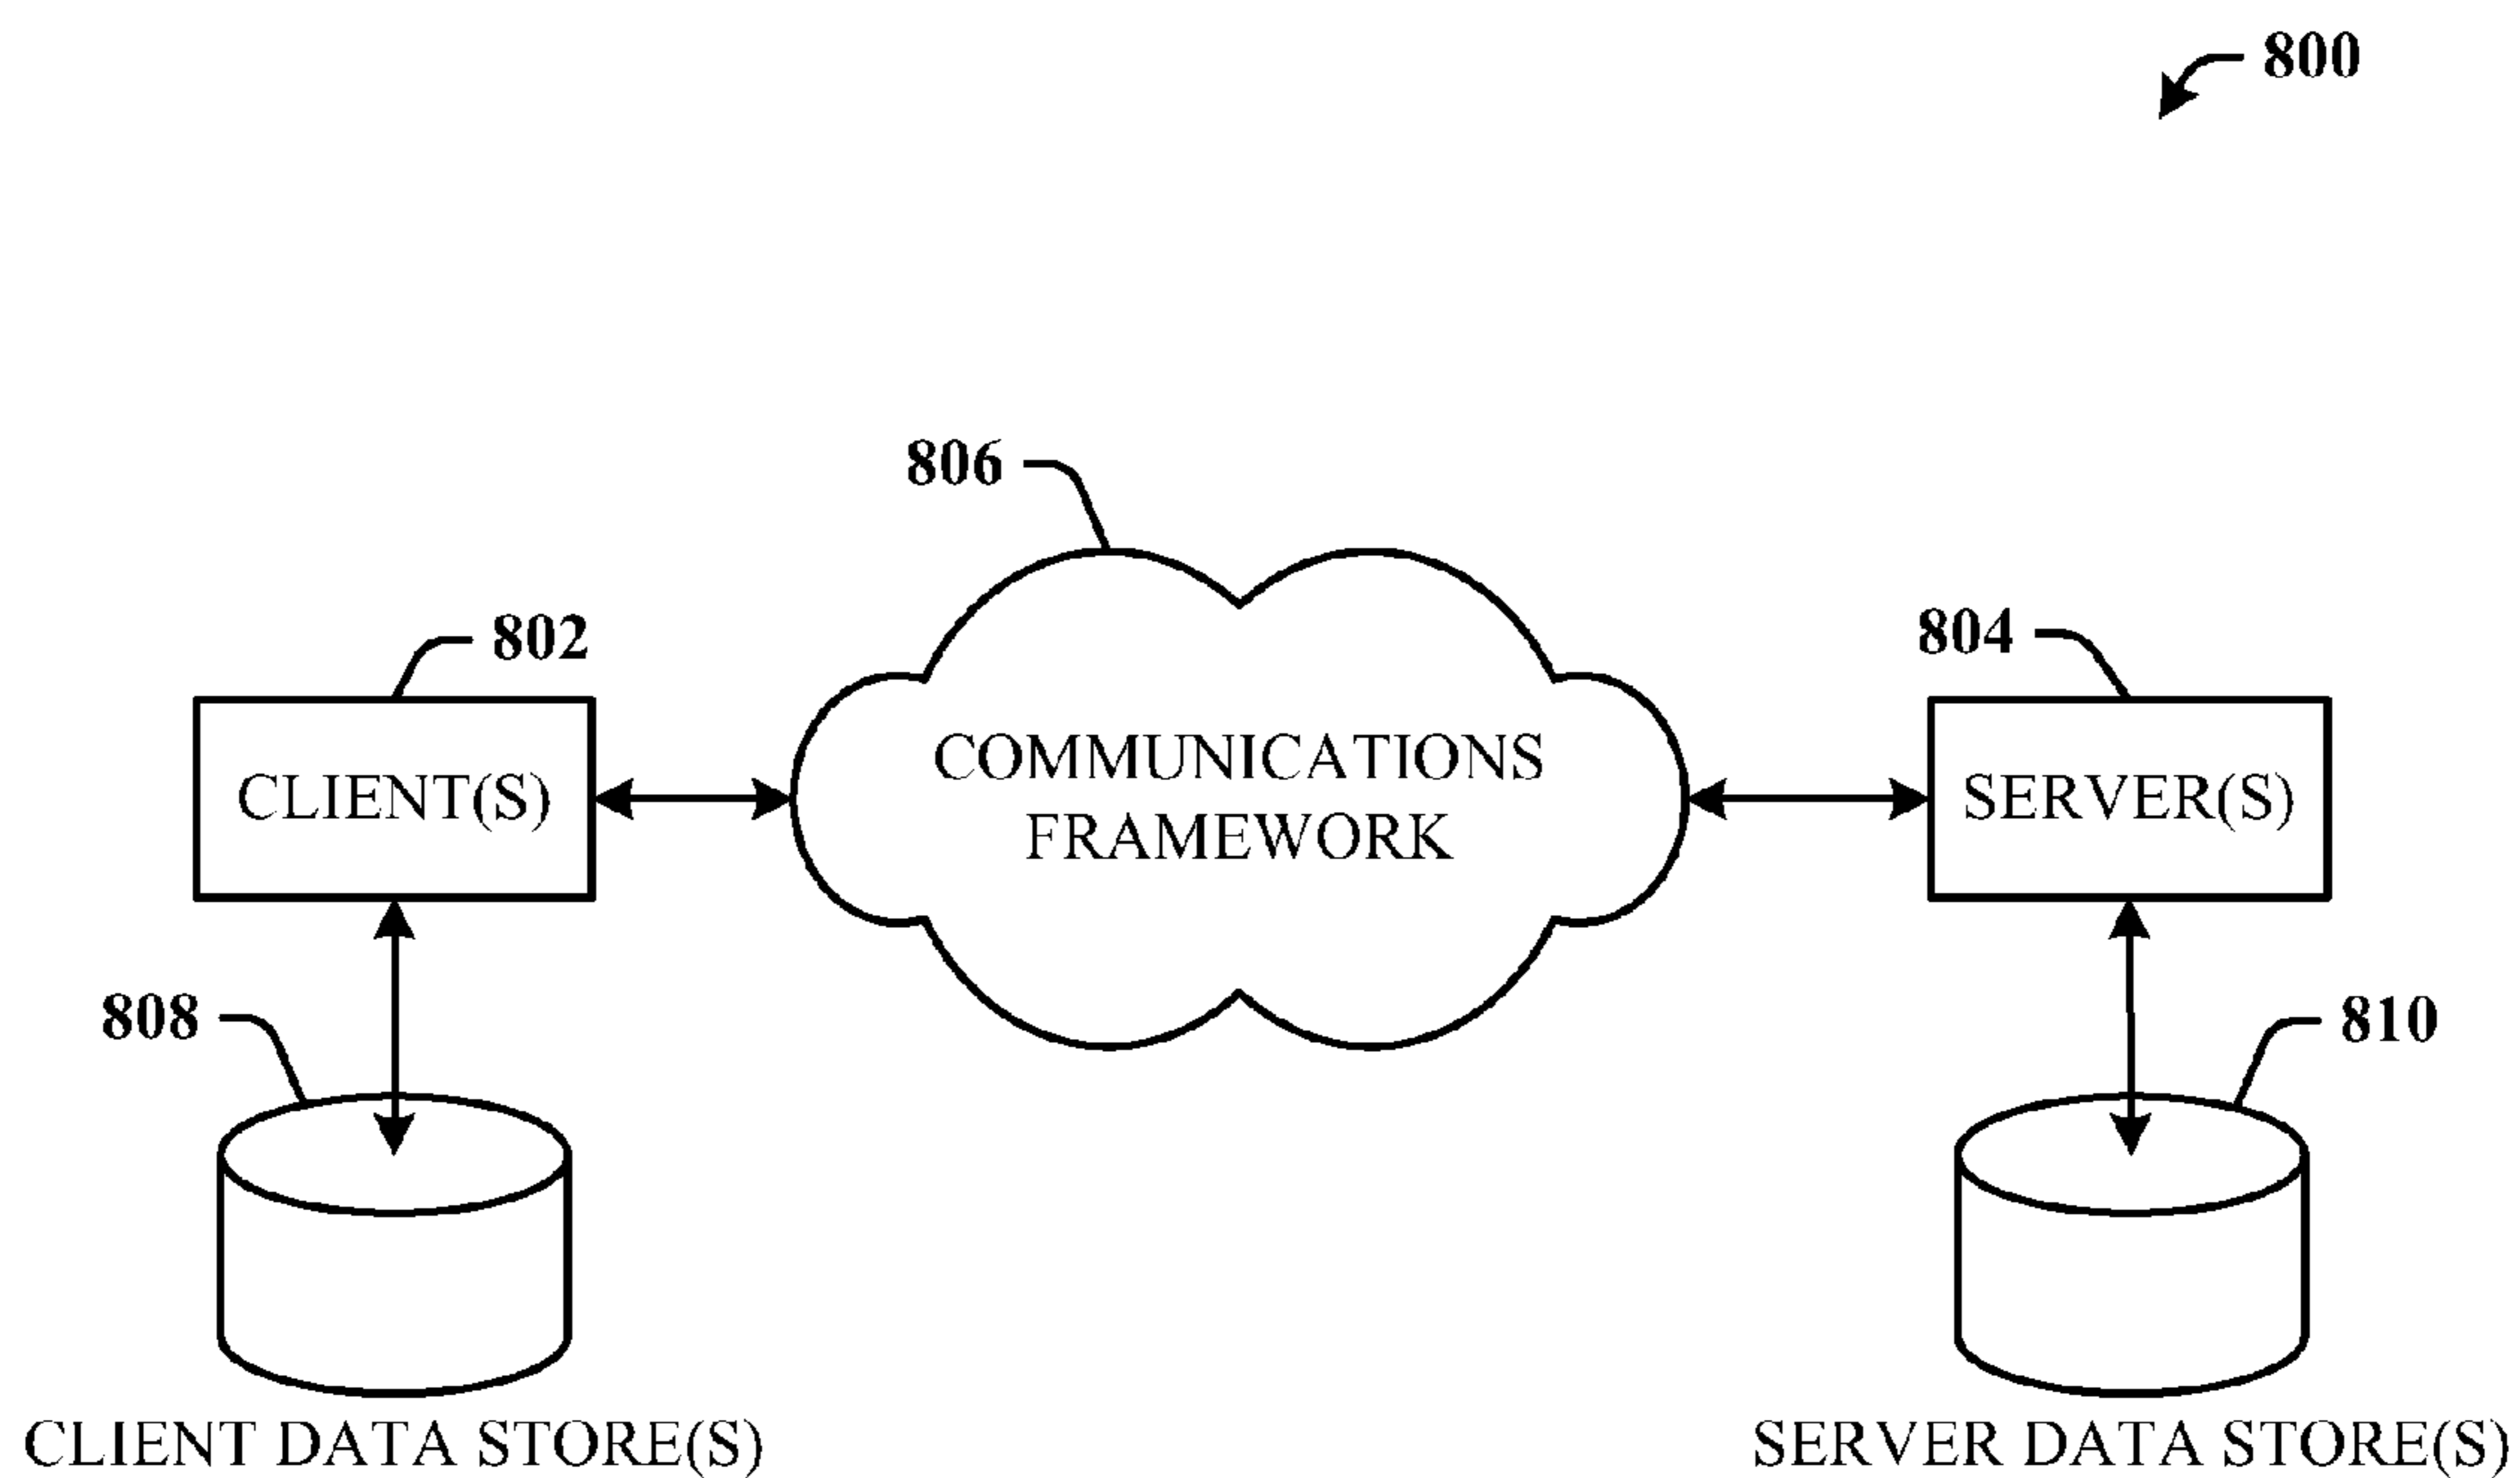 800
806
802
804
COMMUNICATIONS
FRAMEWORK
CLIENT(S)
SERVER(S)
808
810
CLIENT DATA STORE(S)
SERVER DATA STORE(S)